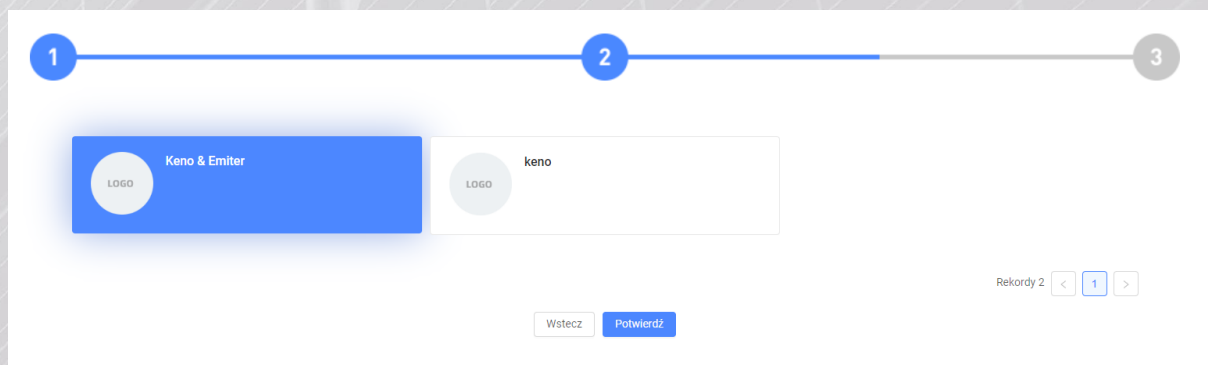 1 2 3
LOGO Keno & Emiter
LOGO keno
Rekordy 2 < 1 >
Wstecz Potwierdź